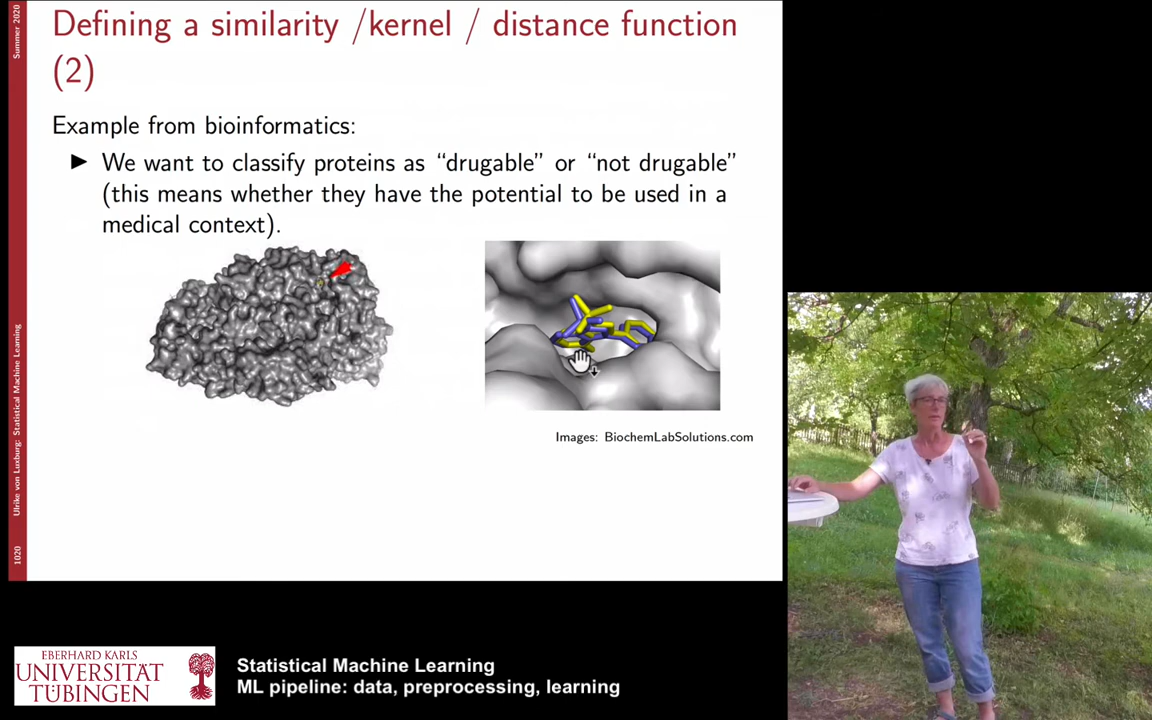 Summer 2020
Defining a similarity /kernel / distance function
(2)
Example from bioinformatics:
We want to classify proteins as “drugable” or “not drugable”
(this means whether they have the potential to be used in a
medical context).
Images: BiochemLabSolutions.com
Ulrike von Luxburg: Statistical Machine Learning
1020
EBERHARD KARLS
UNIVERSITÄT
TÜBINGEN
Statistical Machine Learning
ML pipeline: data, preprocessing, learning